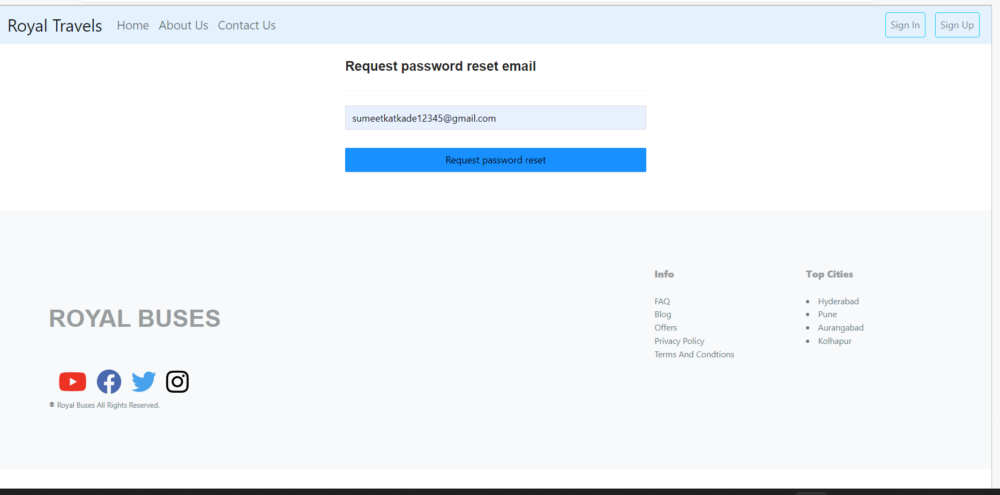 Royal Travels Home About Us Contact Us Sign In Sign Up
Request password reset email
sumeetkatkade12345@gmail.com
Request password reset
ROYAL BUSES
® Royal Buses All Rights Reserved.
Info
FAQ
Blog
Offers
Privacy Policy
Terms And Condtions
Top Cities
• Hyderabad
• Pune
• Aurangabad
• Kolhapur